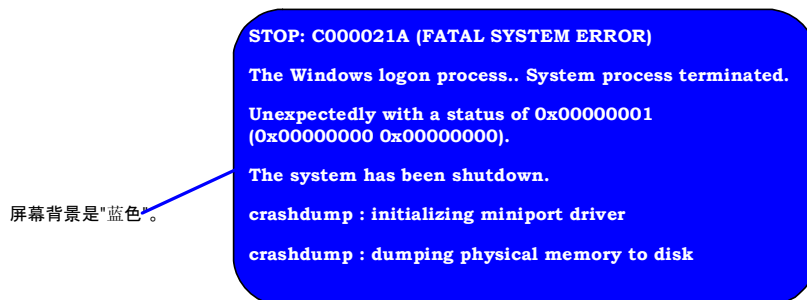 STOP: C000021A (FATAL SYSTEM ERROR)
The Windows logon process.. System process terminated.
Unexpectedly with a status of 0x00000001
(0x00000000 0x00000000).
The system has been shutdown.
屏幕背景是"蓝色"。
crashdump : initializing miniport driver
crashdump : dumping physical memory to disk